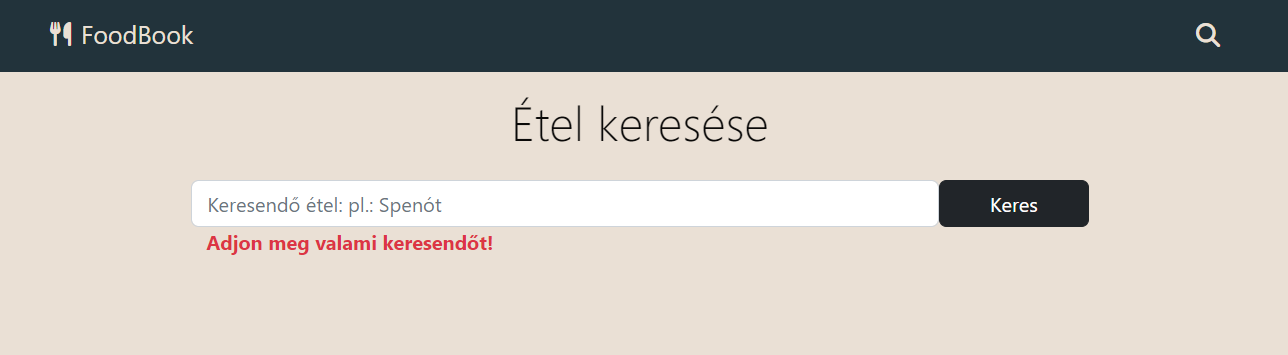 FoodBook
Étel keresése
Keresendő étel: pl.: Spenót
Keres
Adjon meg valami keresendőt!